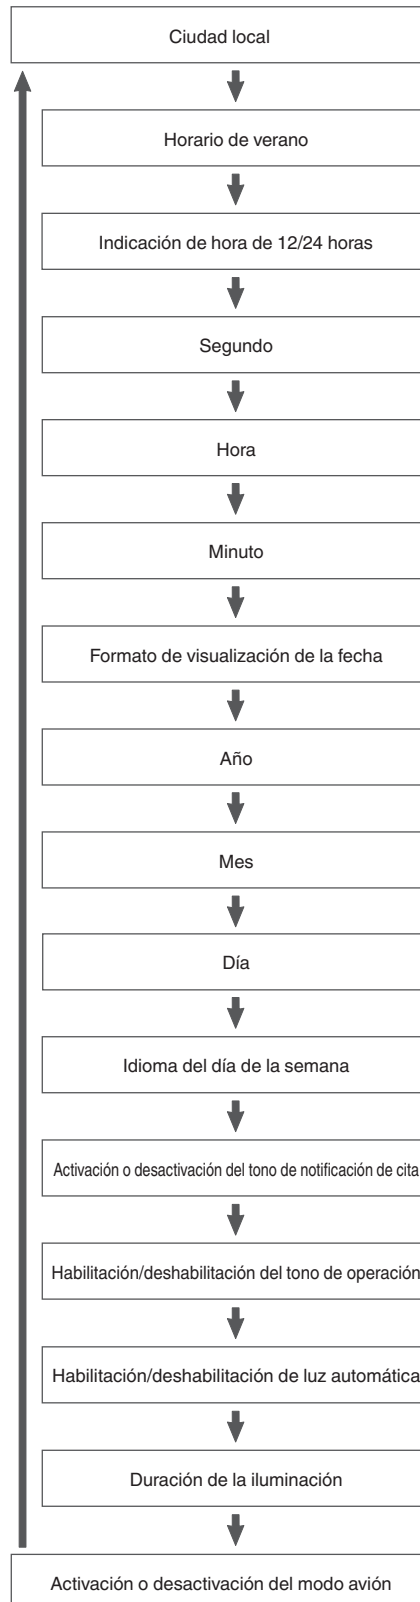 Ciudad local
Horario de verano
Indicación de hora de 12/24 horas
Segundo
Hora
Minuto
Formato de visualización de la fecha
Año
Mes
Día
Idioma del día de la semana
Activación o desactivación del tono de notificación de cita
Habilitación/deshabilitación del tono de operación
Habilitación/deshabilitación de luz automática
Duración de la iluminación
Activación o desactivación del modo avión